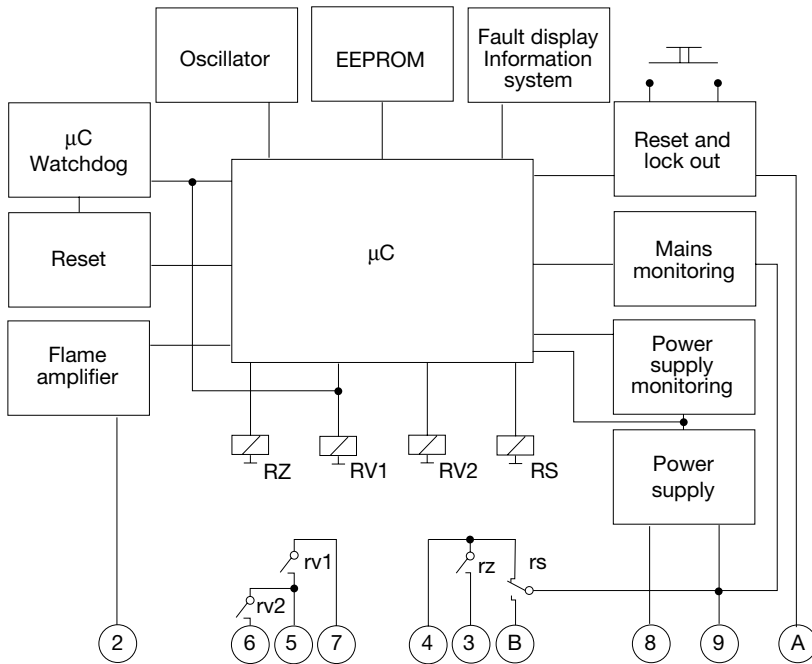 Oscillator
EEPROM
Fault display
Information
system
μC
Watchdog
Reset and
lock out
Reset
μC
Mains
monitoring
Flame
amplifier
Power
supply
monitoring
RZ
RV1
RV2
RS
Power
supply
rv1
rv2
rz
rs
2
6
5
7
4
3
B
8
9
A